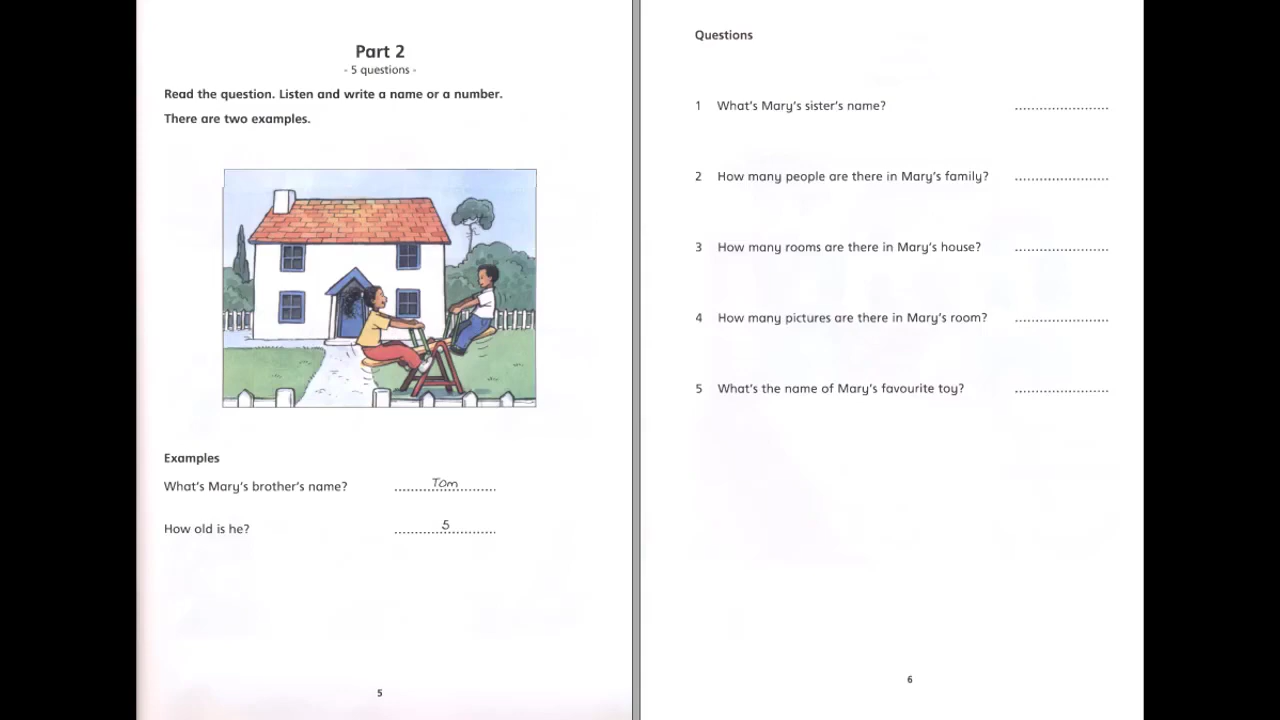 Part 2
- 5 questions -
Read the question. Listen and write a name or a number.
There are two examples.
Examples
What's Mary's brother's name? Tom
How old is he? 5
5
Questions
1 What's Mary's sister's name? ........................
2 How many people are there in Mary's family? ........................
3 How many rooms are there in Mary's house? ........................
4 How many pictures are there in Mary's room? ........................
5 What's the name of Mary's favourite toy? ........................
6